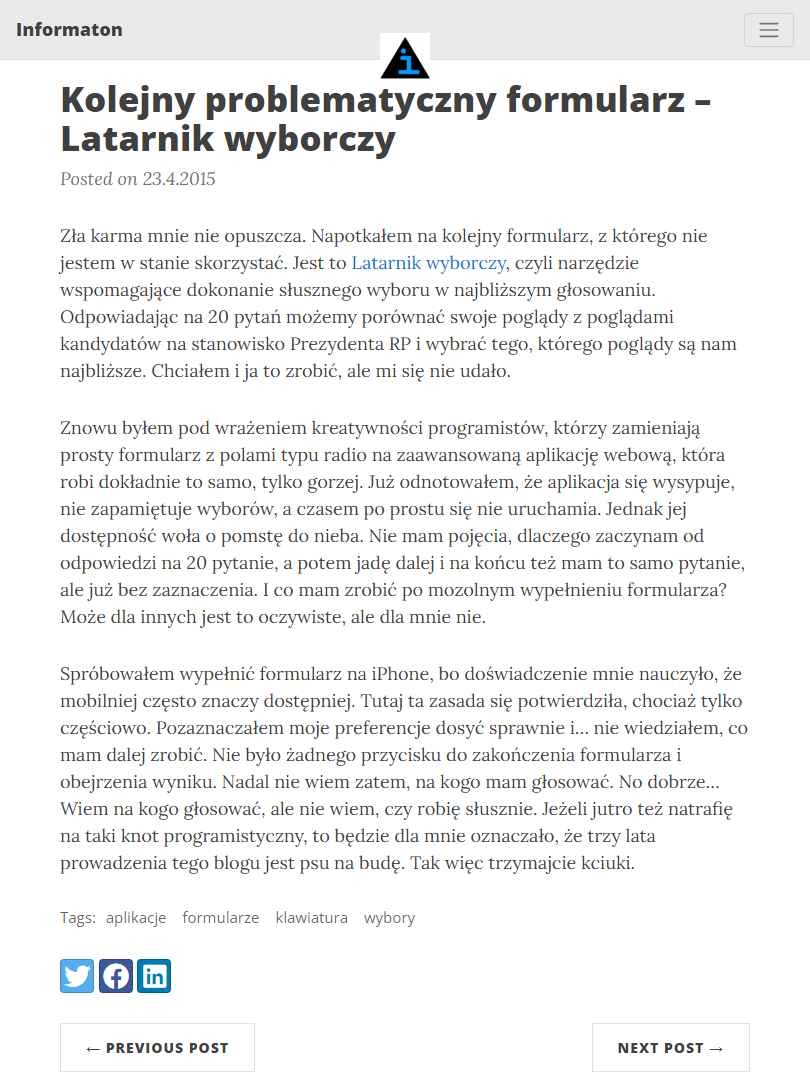 Informaton
i
Kolejny problematyczny formularz –
Latarnik wyborczy
Posted on 23.4.2015
Zła karma mnie nie opuszcza. Napotkałem na kolejny formularz, z którego nie
jestem w stanie skorzystać. Jest to Latarnik wyborczy, czyli narzędzie
wspomagające dokonanie słusznego wyboru w najbliższym głosowaniu.
Odpowiadając na 20 pytań możemy porównać swoje poglądy z poglądami
kandydatów na stanowisko Prezydenta RP i wybrać tego, którego poglądy są nam
najbliższe. Chciałem i ja to zrobić, ale mi się nie udało.
Znowu byłem pod wrażeniem kreatywności programistów, którzy zamieniają
prosty formularz z polami typu radio na zaawansowaną aplikację webową, która
robi dokładnie to samo, tylko gorzej. Już odnotowałem, że aplikacja się wysypuje,
nie zapamiętuje wyborów, a czasem po prostu się nie uruchamia. Jednak jej
dostępność woła o pomstę do nieba. Nie mam pojęcia, dlaczego zaczynam od
odpowiedzi na 20 pytanie, a potem jadę dalej i na końcu też mam to samo pytanie,
ale już bez zaznaczenia. I co mam zrobić po mozolnym wypełnieniu formularza?
Może dla innych jest to oczywiste, ale dla mnie nie.
Spróbowałem wypełnić formularz na iPhone, bo doświadczenie mnie nauczyło, że
mobilniej często znaczy dostępniej. Tutaj ta zasada się potwierdziła, chociaż tylko
częściowo. Pozaznaczałem moje preferencje dosyć sprawnie i… nie wiedziałem, co
mam dalej zrobić. Nie było żadnego przycisku do zakończenia formularza i
obejrzenia wyniku. Nadal nie wiem zatem, na kogo mam głosować. No dobrze…
Wiem na kogo głosować, ale nie wiem, czy robię słusznie. Jeżeli jutro też natrafię
na taki knot programistyczny, to będzie dla mnie oznaczało, że trzy lata
prowadzenia tego blogu jest psu na budę. Tak więc trzymajcie kciuki.
Tags: aplikacje formularze klawiatura wybory
← PREVIOUS POST
NEXT POST →